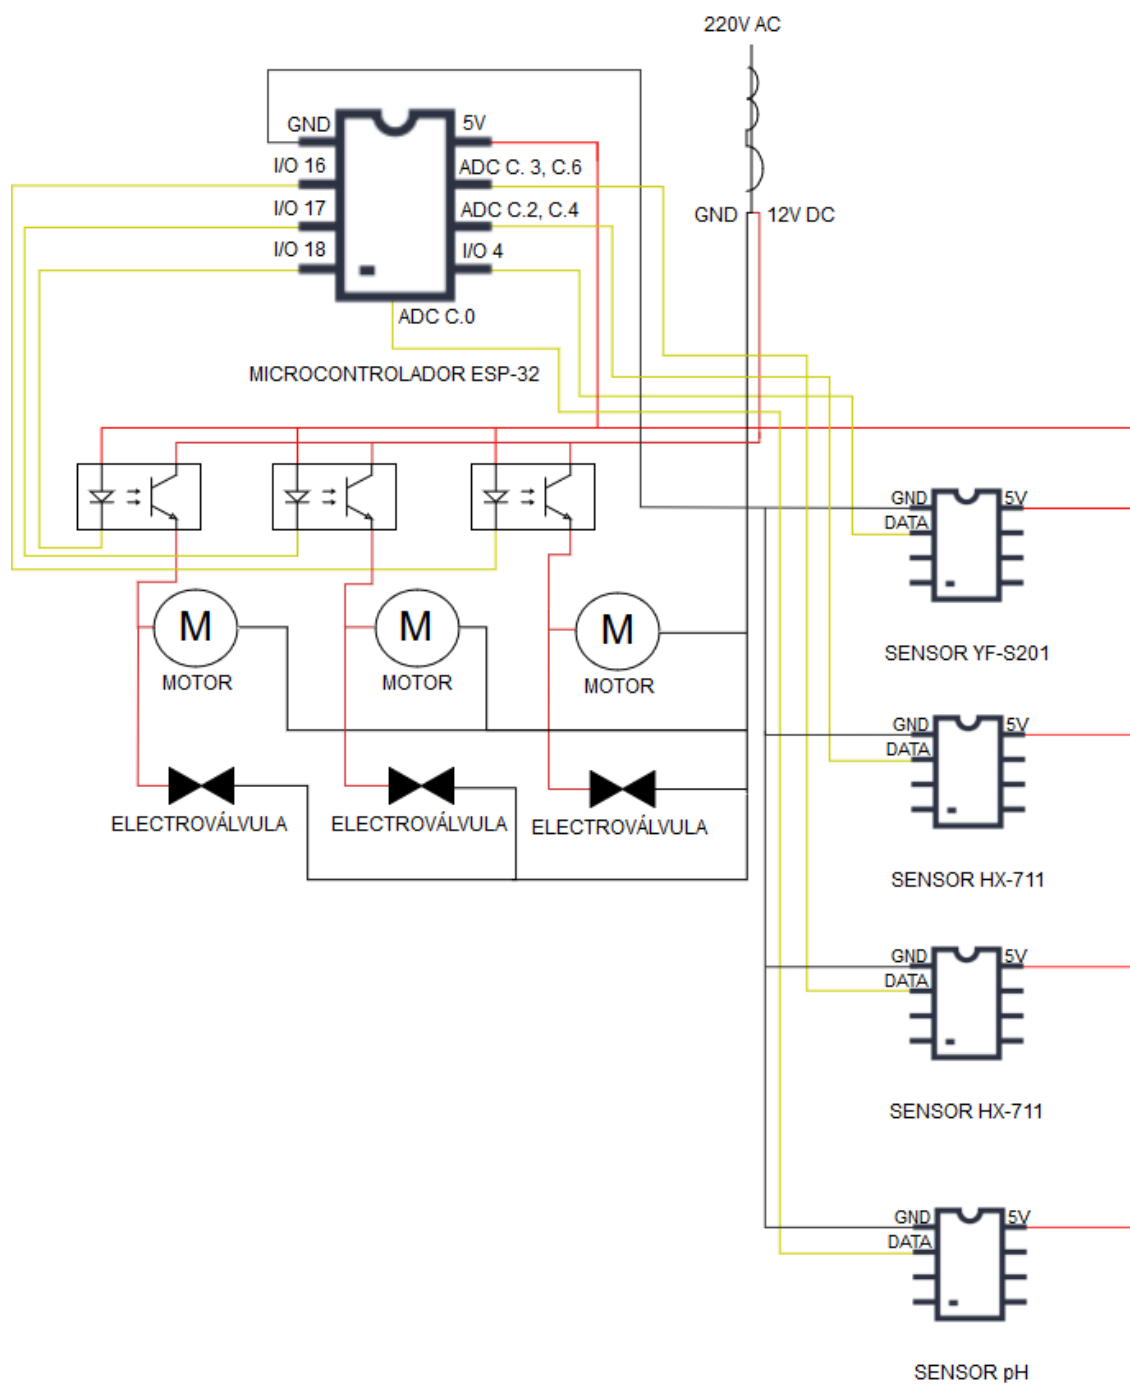 220V AC
GND
5V
I/O 16
ADC C. 3, C.6
I/O 17
ADC C.2, C.4
I/O 18
I/O 4
ADC C.0
GND
12V DC
MICROCONTROLADOR ESP-32
GND
5V
DATA
M
M
M
MOTOR
MOTOR
MOTOR
SENSOR YF-S201
GND
5V
DATA
ELECTROVÁLVULA
ELECTROVÁLVULA
ELECTROVÁLVULA
SENSOR HX-711
GND
5V
DATA
SENSOR HX-711
GND
5V
DATA
SENSOR pH